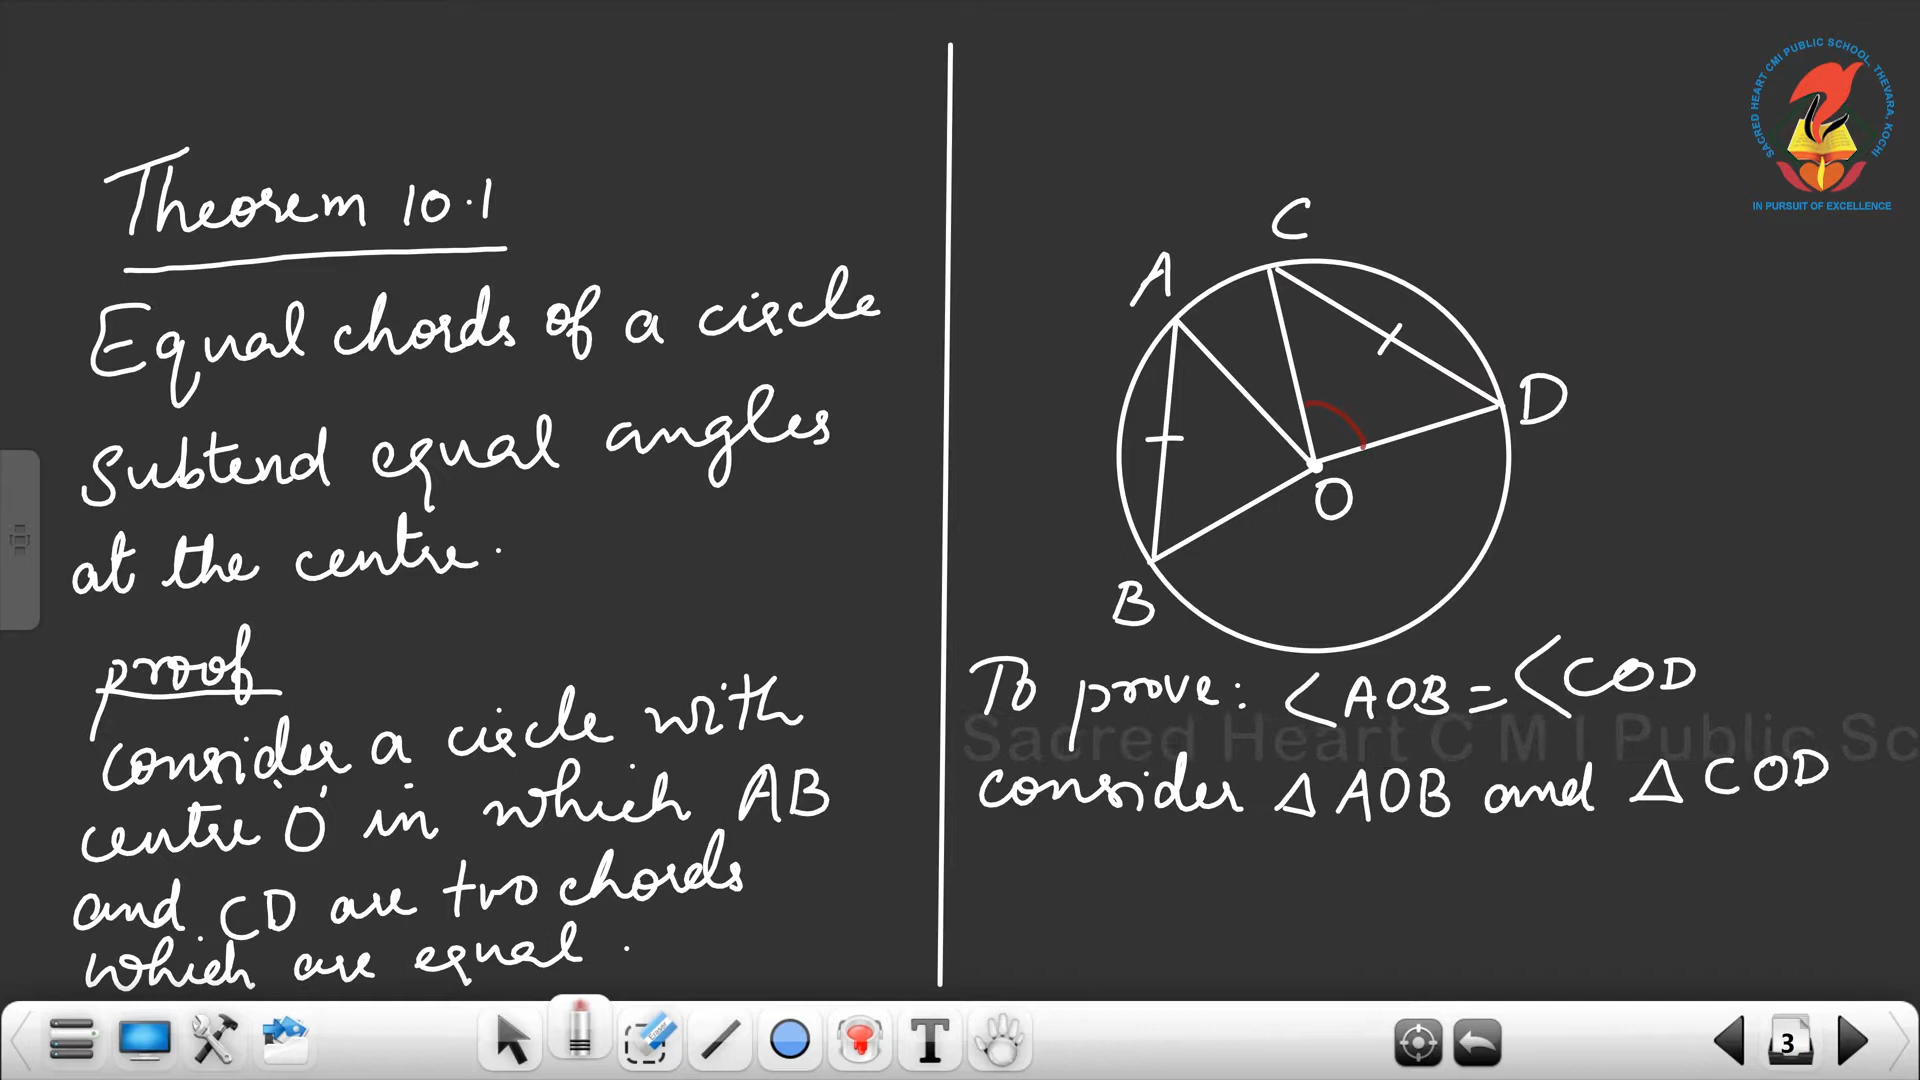 Theorem 10.1
Equal chords of a circle
subtend equal angles
at the centre.
proof
consider a circle with
centre 'O' in which AB
and CD are two chords
which are equal.
SACRED HEART CMI PUBLIC SCHOOL, THEVARA, KOCHI
IN PURSUIT OF EXCELLENCE
C
A
D
O
B
To prove: <AOB = <COD
Sacred Heart C M I Public Sc
consider △ AOB and △ COD
Eraser
T
3